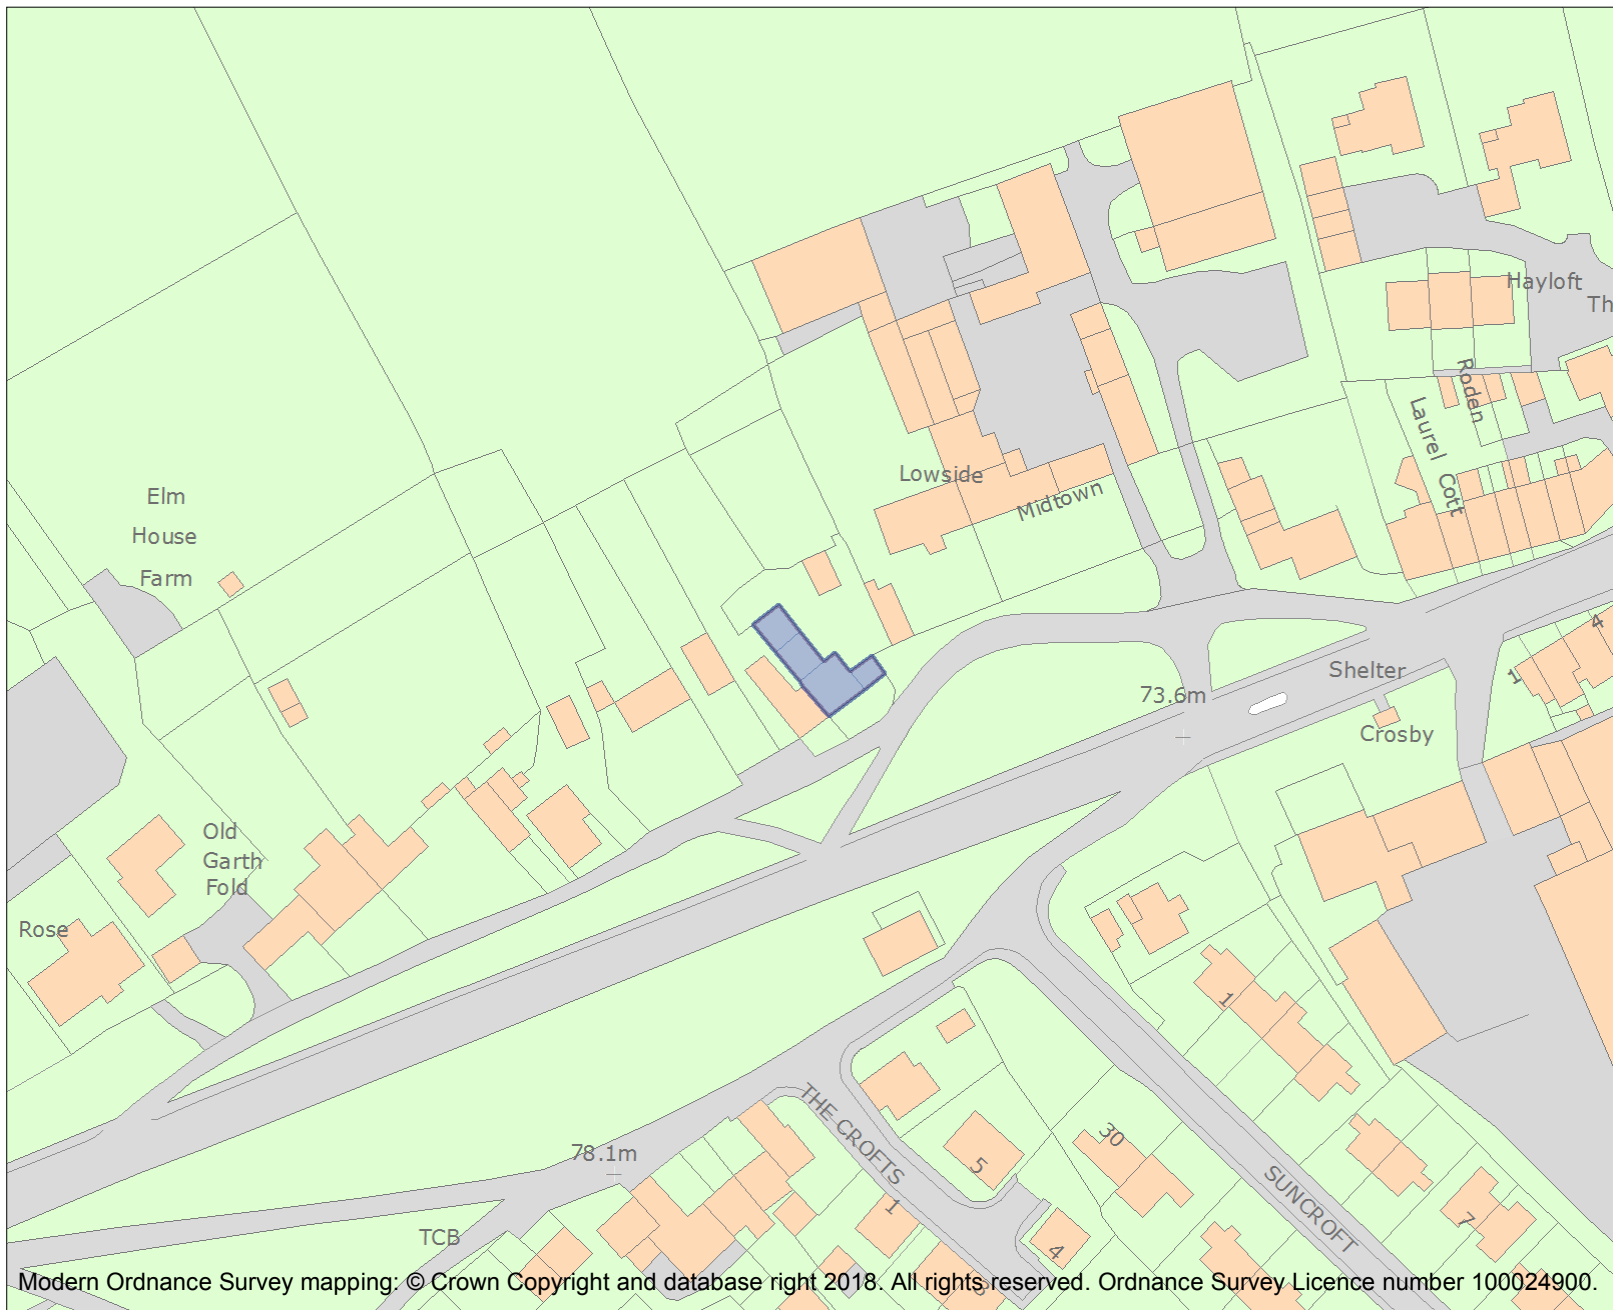 Hayloft
Th
Roden
Laurel Cott
Lowside
Midtown
Elm
House
Farm
4
1
Shelter
73.6m
Crosby
Old
Garth
Fold
Rose
1
THE CROFTS
30
5
78.1m
SUNCROFT
1
7
TCB
4
Modern Ordnance Survey mapping: © Crown Copyright and database right 2018. All rights reserved. Ordnance Survey Licence number 100024900.